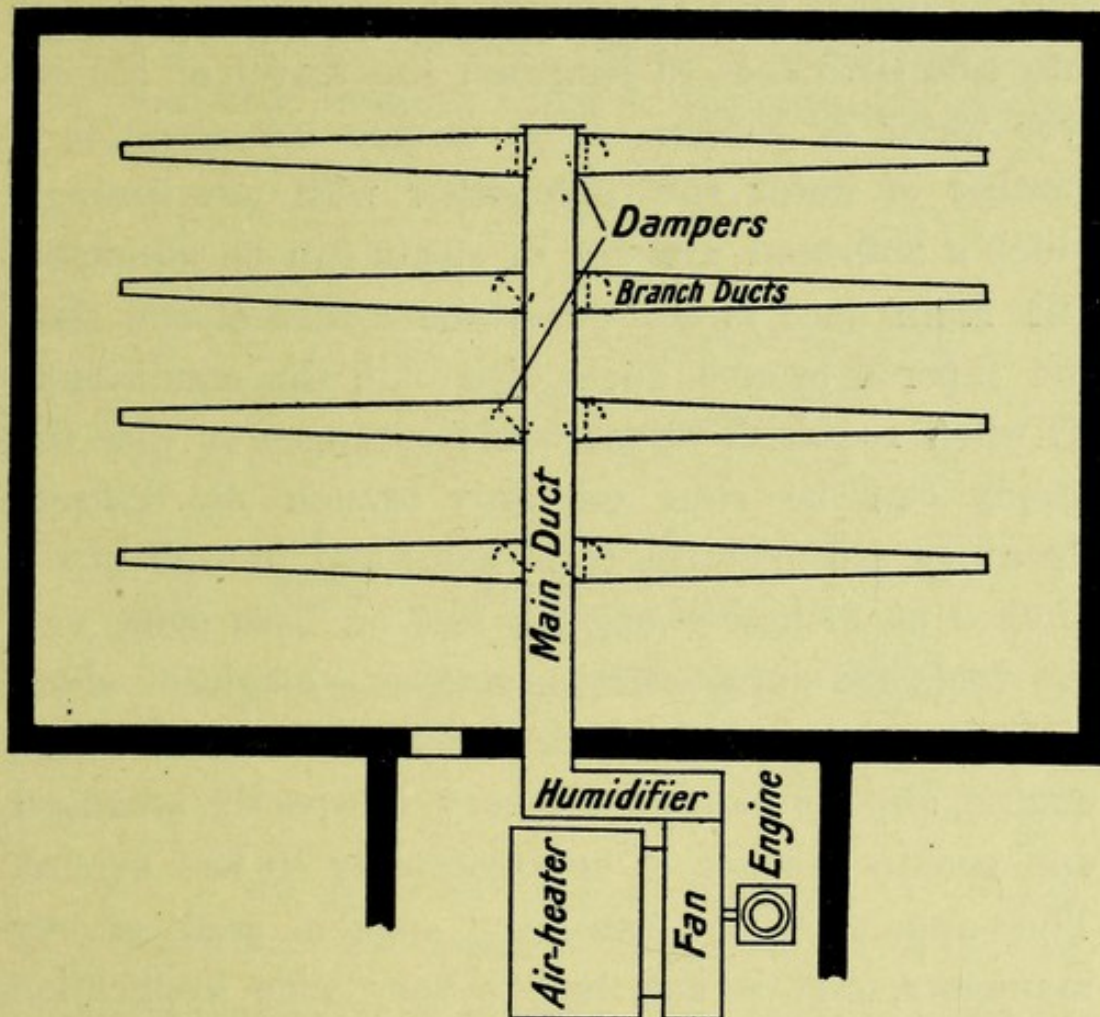 Dampers
Branch Ducts
Main Duct
Humidifier
Engine
Air-heater
Fan